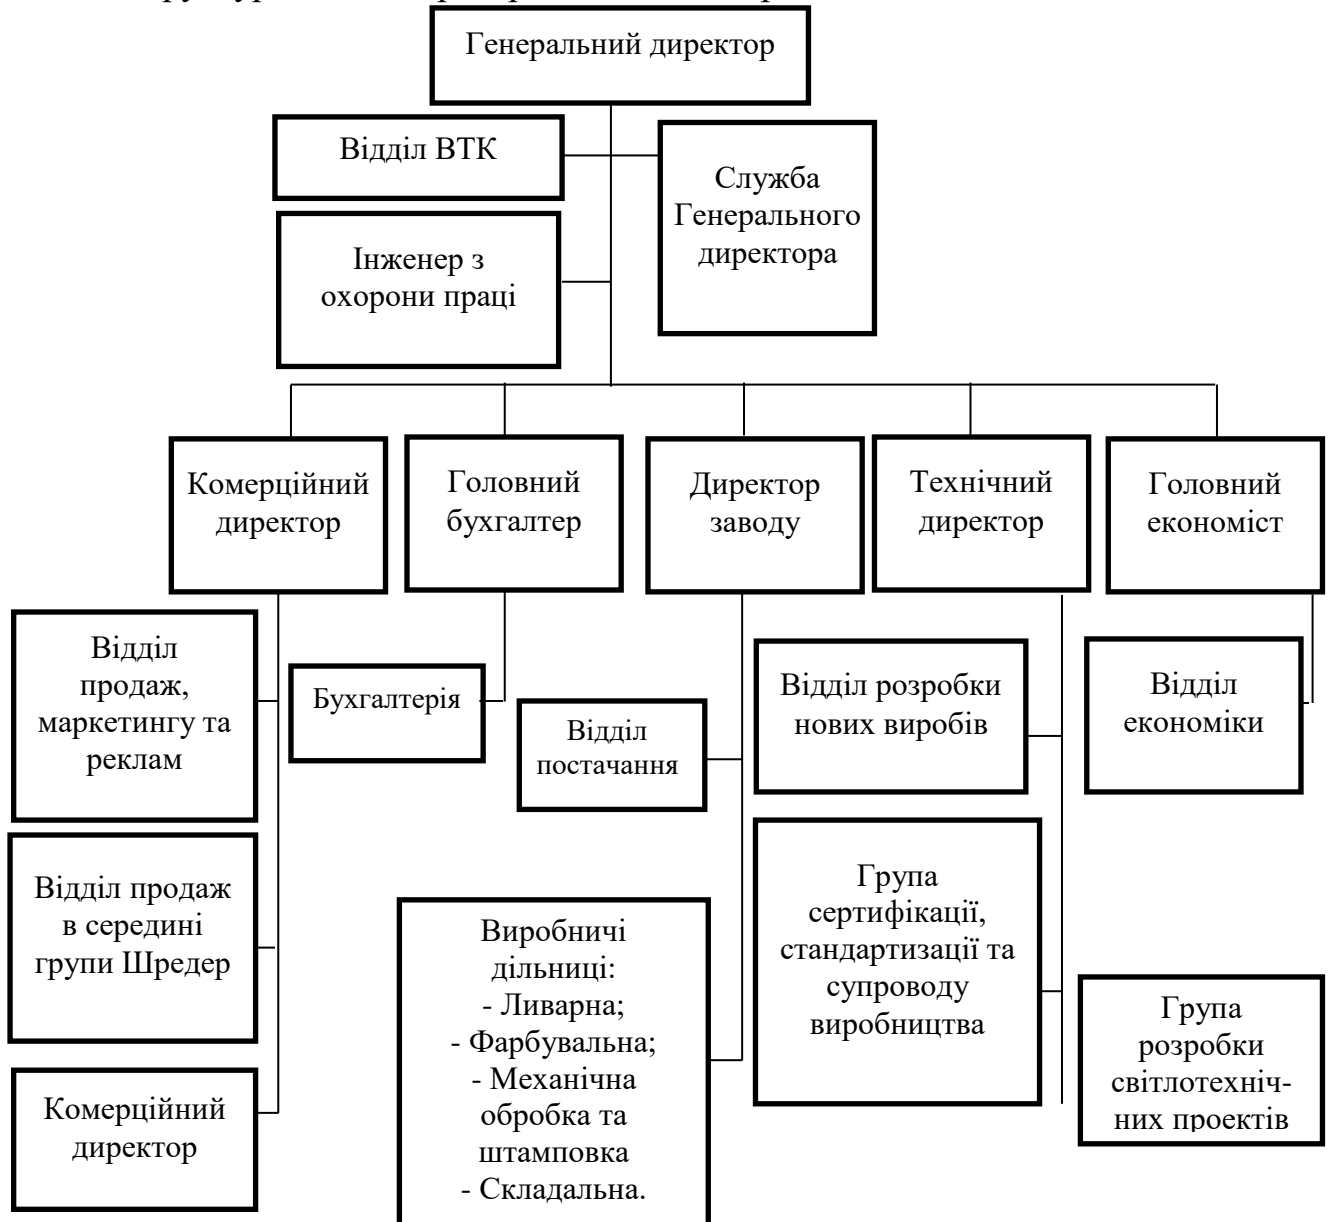 Генеральний директор
Відділ ВТК
Служба
Генерального
директора
Інженер з
охорони праці
Комерційний
директор
Головний
бухгалтер
Директор
заводу
Технічний
директор
Головний
економіст
Відділ
продаж,
маркетингу та
реклам
Бухгалтерія
Відділ
постачання
Відділ розробки
нових виробів
Відділ
економіки
Відділ продаж
в середині
групи Шредер
Група
сертифікації,
стандартизації та
супроводу
виробництва
Виробничі
дільниці:
- Ливарна;
- Фарбувальна;
- Механічна
обробка та
штамповка
- Складальна.
Група
розробки
світлотехніч-
них проектів
Комерційний
директор